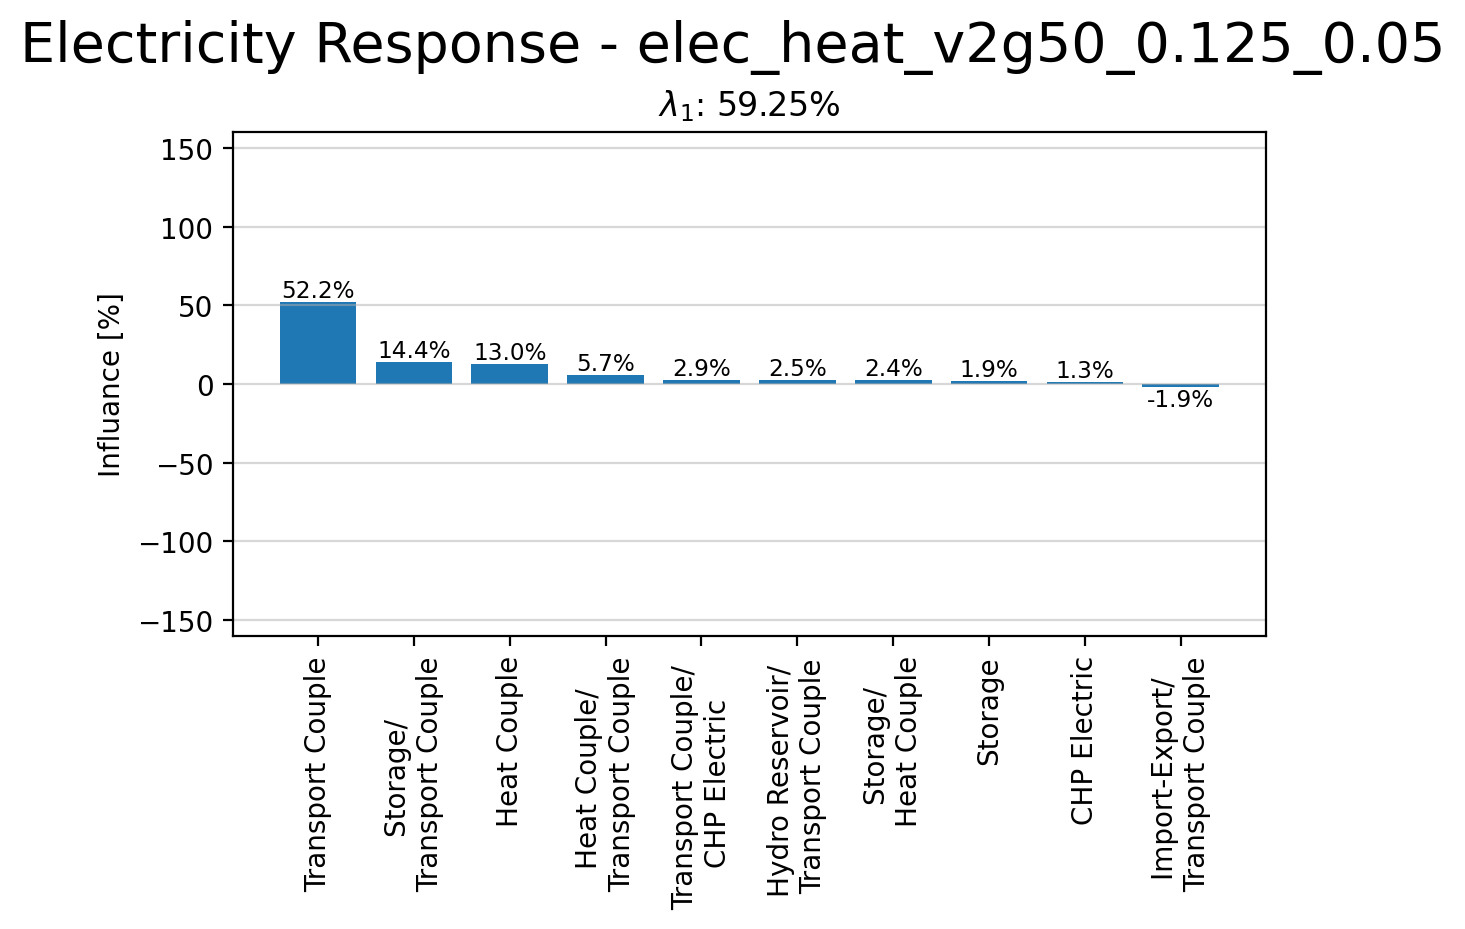 Electricity Response - elec_heat_v2g50_0.125_0.05
λ₁: 59.25%
Influance [%]
150
100
50
0
−50
−100
−150
52.2%
14.4%
13.0%
5.7%
2.9%
2.5%
2.4%
1.9%
1.3%
-1.9%
Transport Couple
Storage/
Transport Couple
Heat Couple
Heat Couple/
Transport Couple
Transport Couple/
CHP Electric
Hydro Reservoir/
Transport Couple
Storage/
Heat Couple
Storage
CHP Electric
Import-Export/
Transport Couple